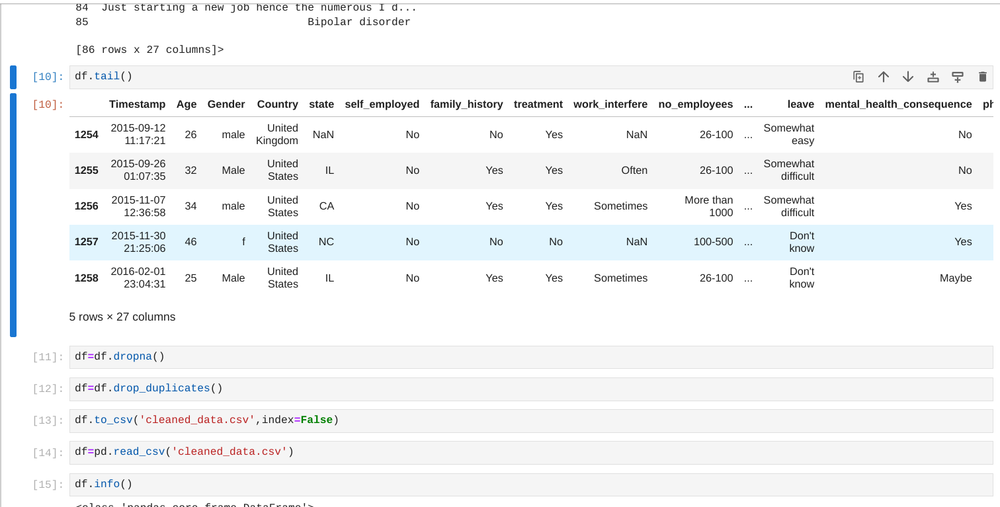 84  Just starting a new job hence the numerous I d...
85                                  Bipolar disorder
[86 rows x 27 columns]>
[10]: df.tail()
[10]: Timestamp Age Gender Country state self_employed family_history treatment work_interfere no_employees ... leave mental_health_consequence ph
1254 2015-09-12 11:17:21 26 male United Kingdom NaN No No Yes NaN 26-100 ... Somewhat easy No
1255 2015-09-26 01:07:35 32 Male United States IL No Yes Yes Often 26-100 ... Somewhat difficult No
1256 2015-11-07 12:36:58 34 male United States CA No Yes Yes Sometimes More than 1000 ... Somewhat difficult Yes
1257 2015-11-30 21:25:06 46 f United States NC No No No NaN 100-500 ... Don't know Yes
1258 2016-02-01 23:04:31 25 Male United States IL No Yes Yes Sometimes 26-100 ... Don't know Maybe
5 rows × 27 columns
[11]: df=df.dropna()
[12]: df=df.drop_duplicates()
[13]: df.to_csv('cleaned_data.csv',index=False)
[14]: df=pd.read_csv('cleaned_data.csv')
[15]: df.info()
<class 'pandas.core.frame.DataFrame'>